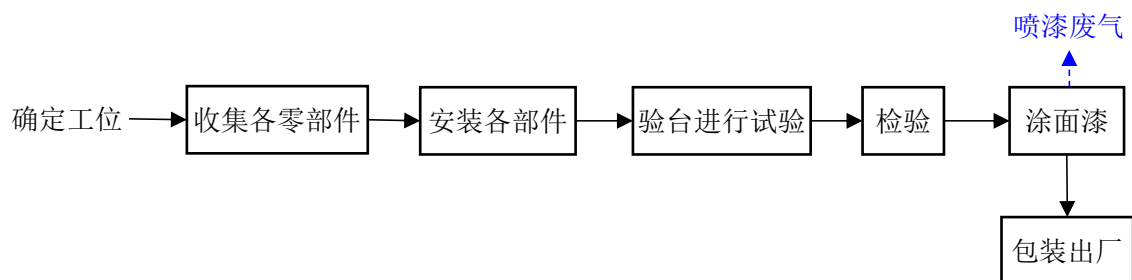 喷漆废气
确定工位
收集各零部件
安装各部件
验台进行试验
检验
涂面漆
包装出厂